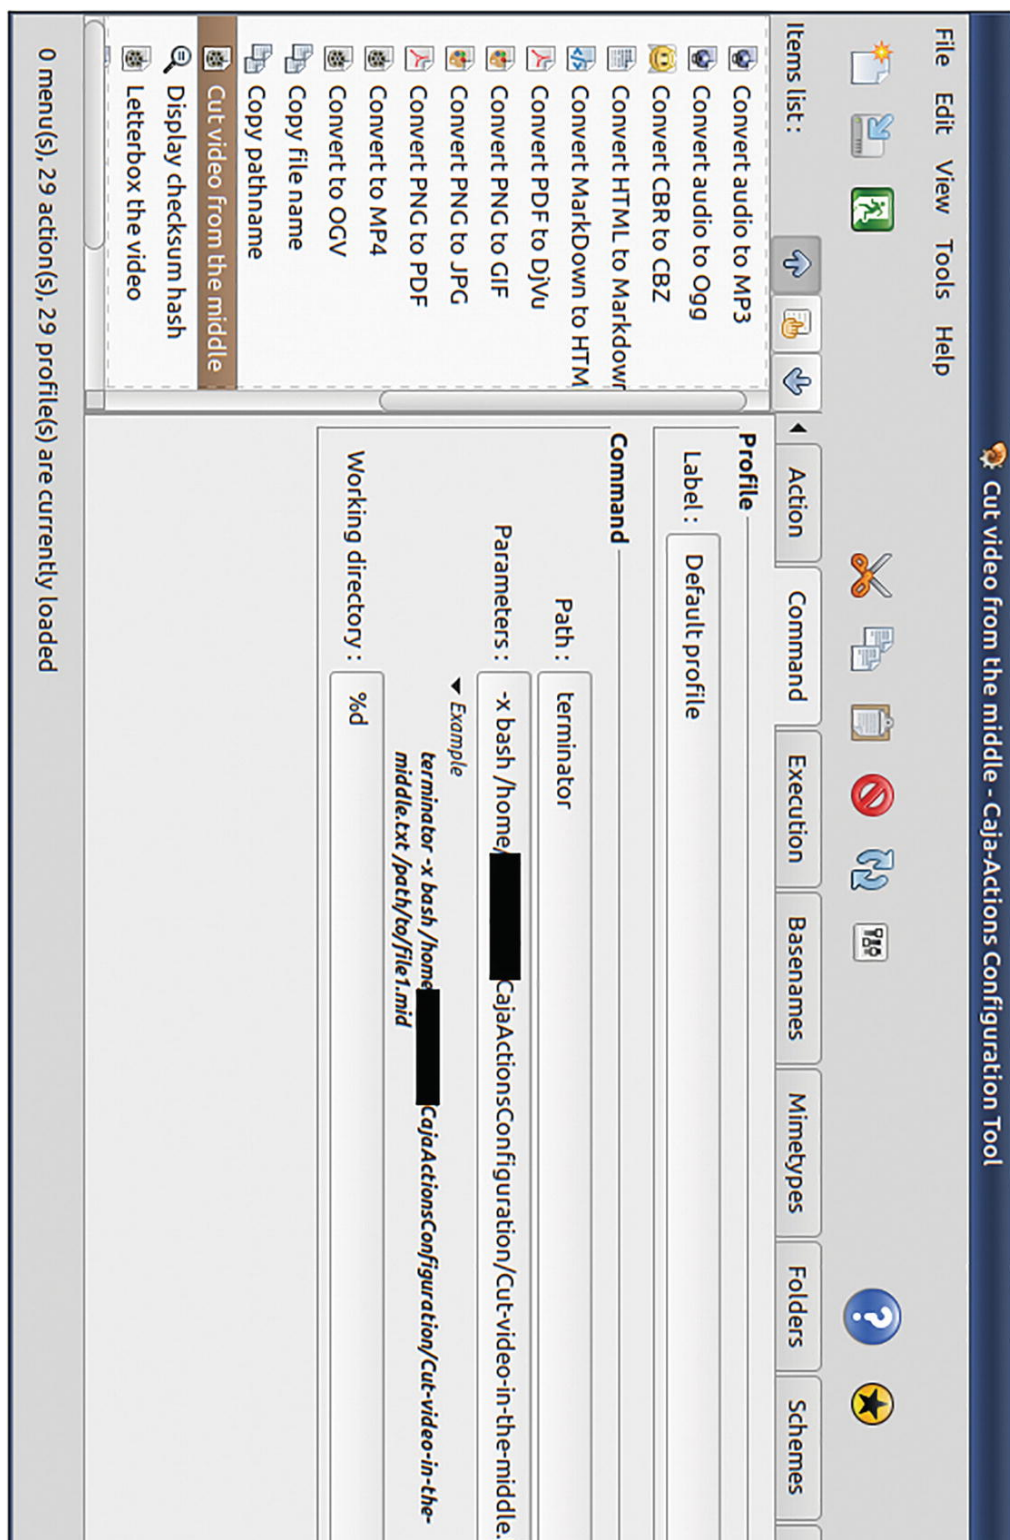 Cut video from the middle - Caja-Actions Configuration Tool
File Edit View Tools Help
Items list :
Action Command Execution Basenames Mimetypes Folders Schemes
Convert audio to MP3
Convert audio to Ogg
Convert CBR to CBZ
Convert HTML to Markdown
Convert MarkDown to HTM
Convert PDF to DjVu
Convert PNG to GIF
Convert PNG to JPG
Convert PNG to PDF
Convert to MP4
Convert to OGV
Copy file name
Copy pathname
Cut video from the middle
Display checksum hash
Letterbox the video
Profile
Label : Default profile
Command
Path : terminator
Parameters : -x bash /home/ CajaActionsConfiguration/Cut-video-in-the-middle.
Example
terminator -x bash /home CajaActionsConfiguration/Cut-video-in-the-
middle.txt /path/to/file1.mid
Working directory : %d
0 menu(s), 29 action(s), 29 profile(s) are currently loaded